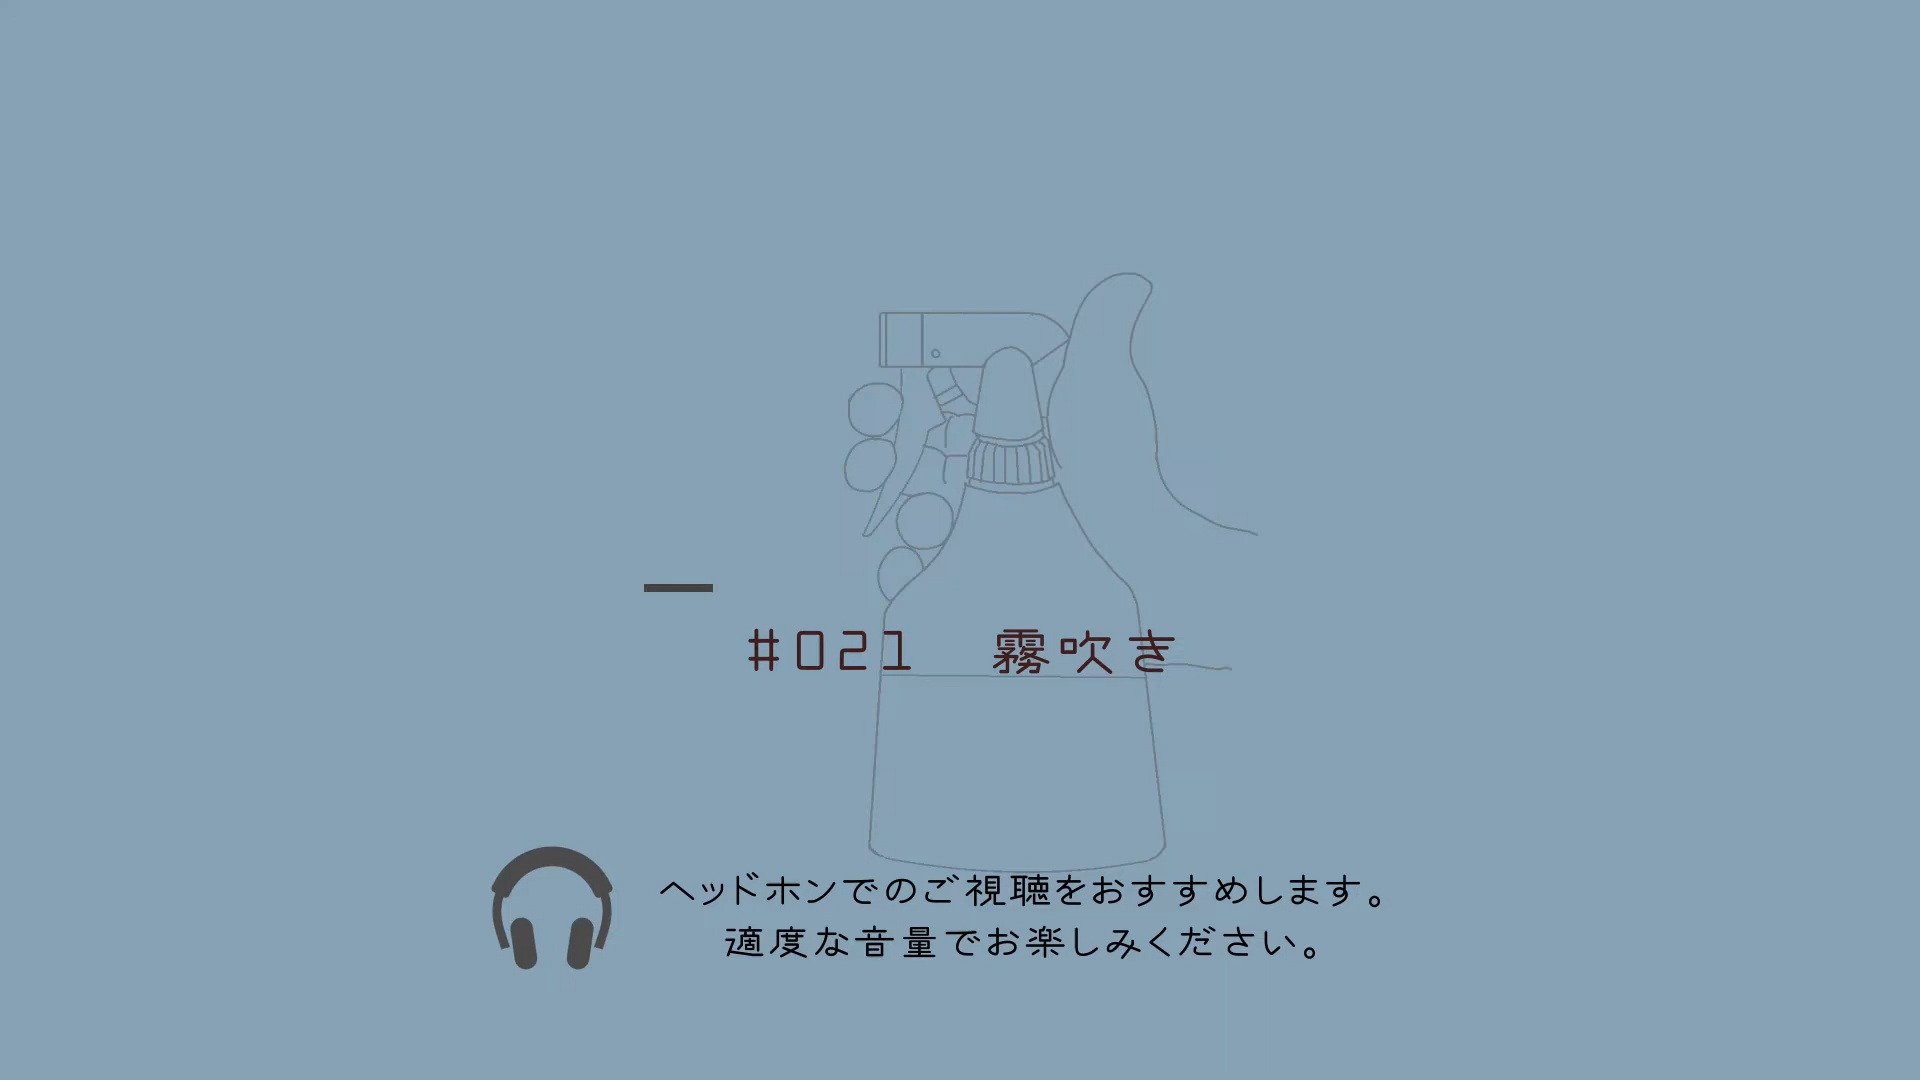 #021　霧吹き
ヘッドホンでのご視聴をおすすめします。
適度な音量でお楽しみください。